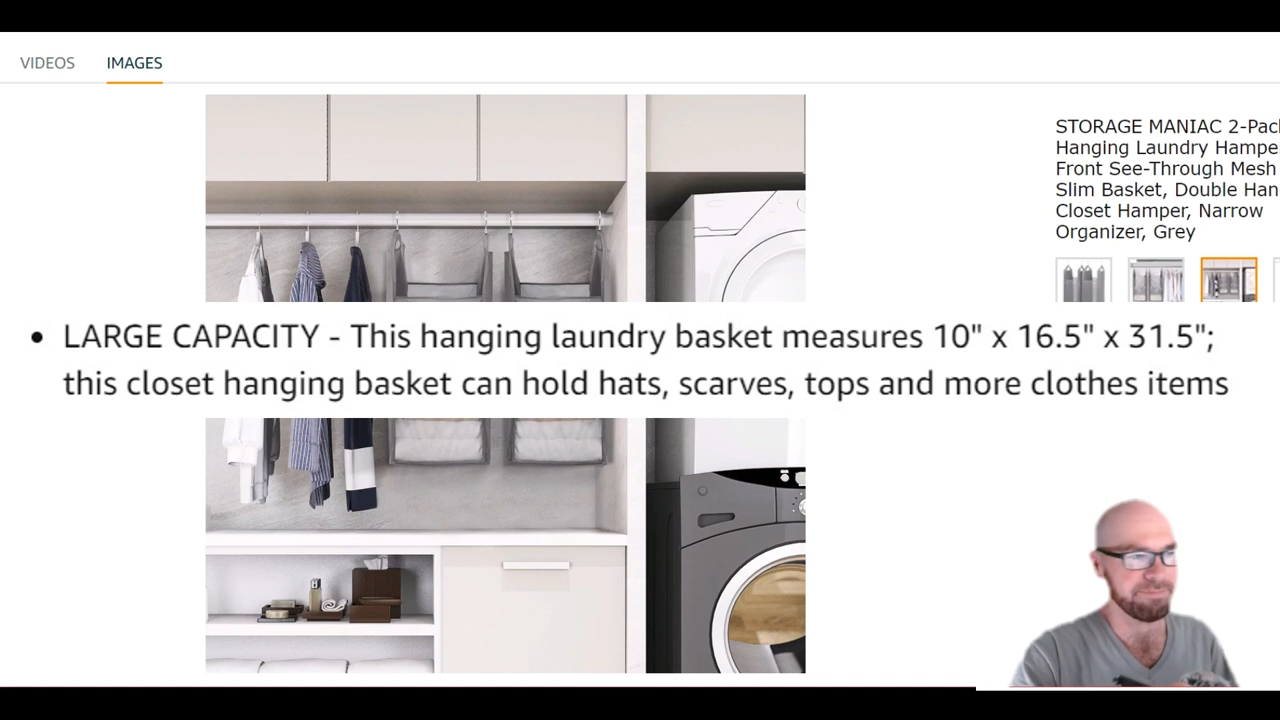 VIDEOS
IMAGES
STORAGE MANIAC 2-Pac
Hanging Laundry Hampe
Front See-Through Mesh
Slim Basket, Double Han
Closet Hamper, Narrow
Organizer, Grey
• LARGE CAPACITY - This hanging laundry basket measures 10" x 16.5" x 31.5";
this closet hanging basket can hold hats, scarves, tops and more clothes items